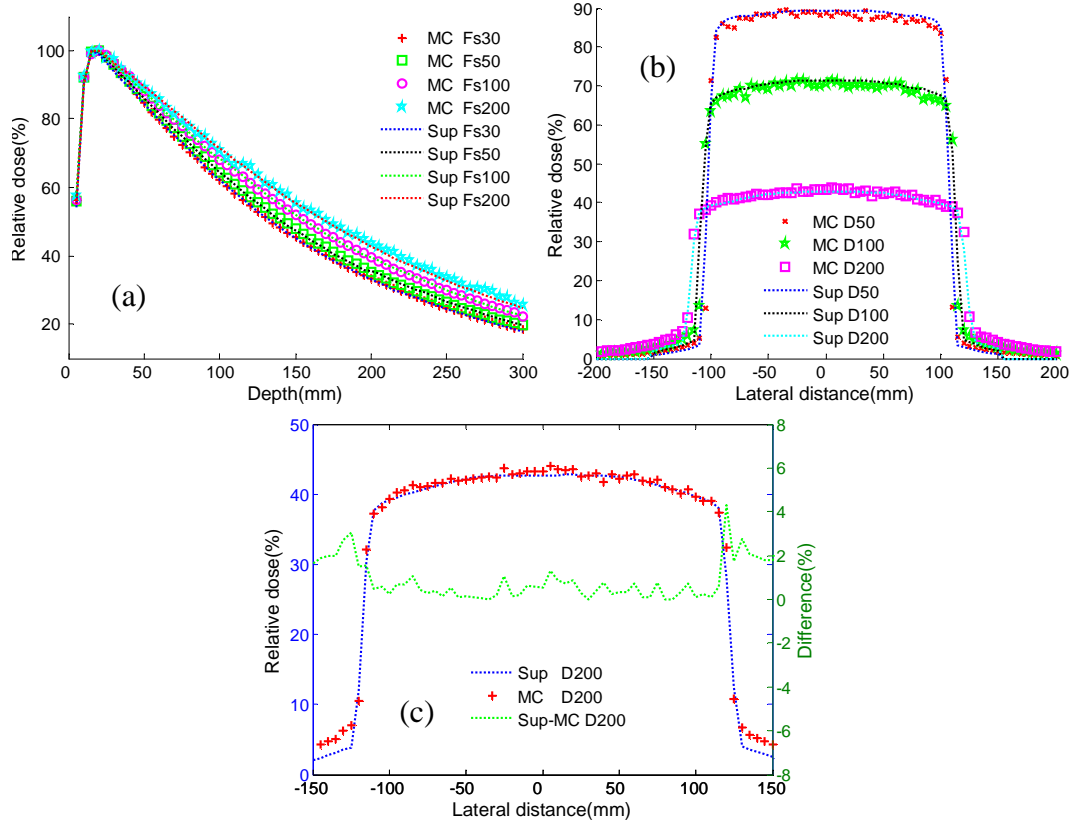 100
80
60
40
20
0
50
100
150
200
250
300
Relative dose(%)
Depth(mm)
(a)
MC Fs30
MC Fs50
MC Fs100
MC Fs200
Sup Fs30
Sup Fs50
Sup Fs100
Sup Fs200
90
80
70
60
50
40
30
20
10
0
-200
-150
-100
-50
0
50
100
150
200
Relative dose(%)
Lateral distance(mm)
(b)
MC D50
MC D100
MC D200
Sup D50
Sup D100
Sup D200
50
40
30
20
10
0
-150
-100
-50
0
50
100
150
8
6
4
2
0
-2
-4
-6
-8
Relative dose(%)
Difference(%)
Lateral distance(mm)
(c)
Sup D200
MC D200
Sup-MC D200